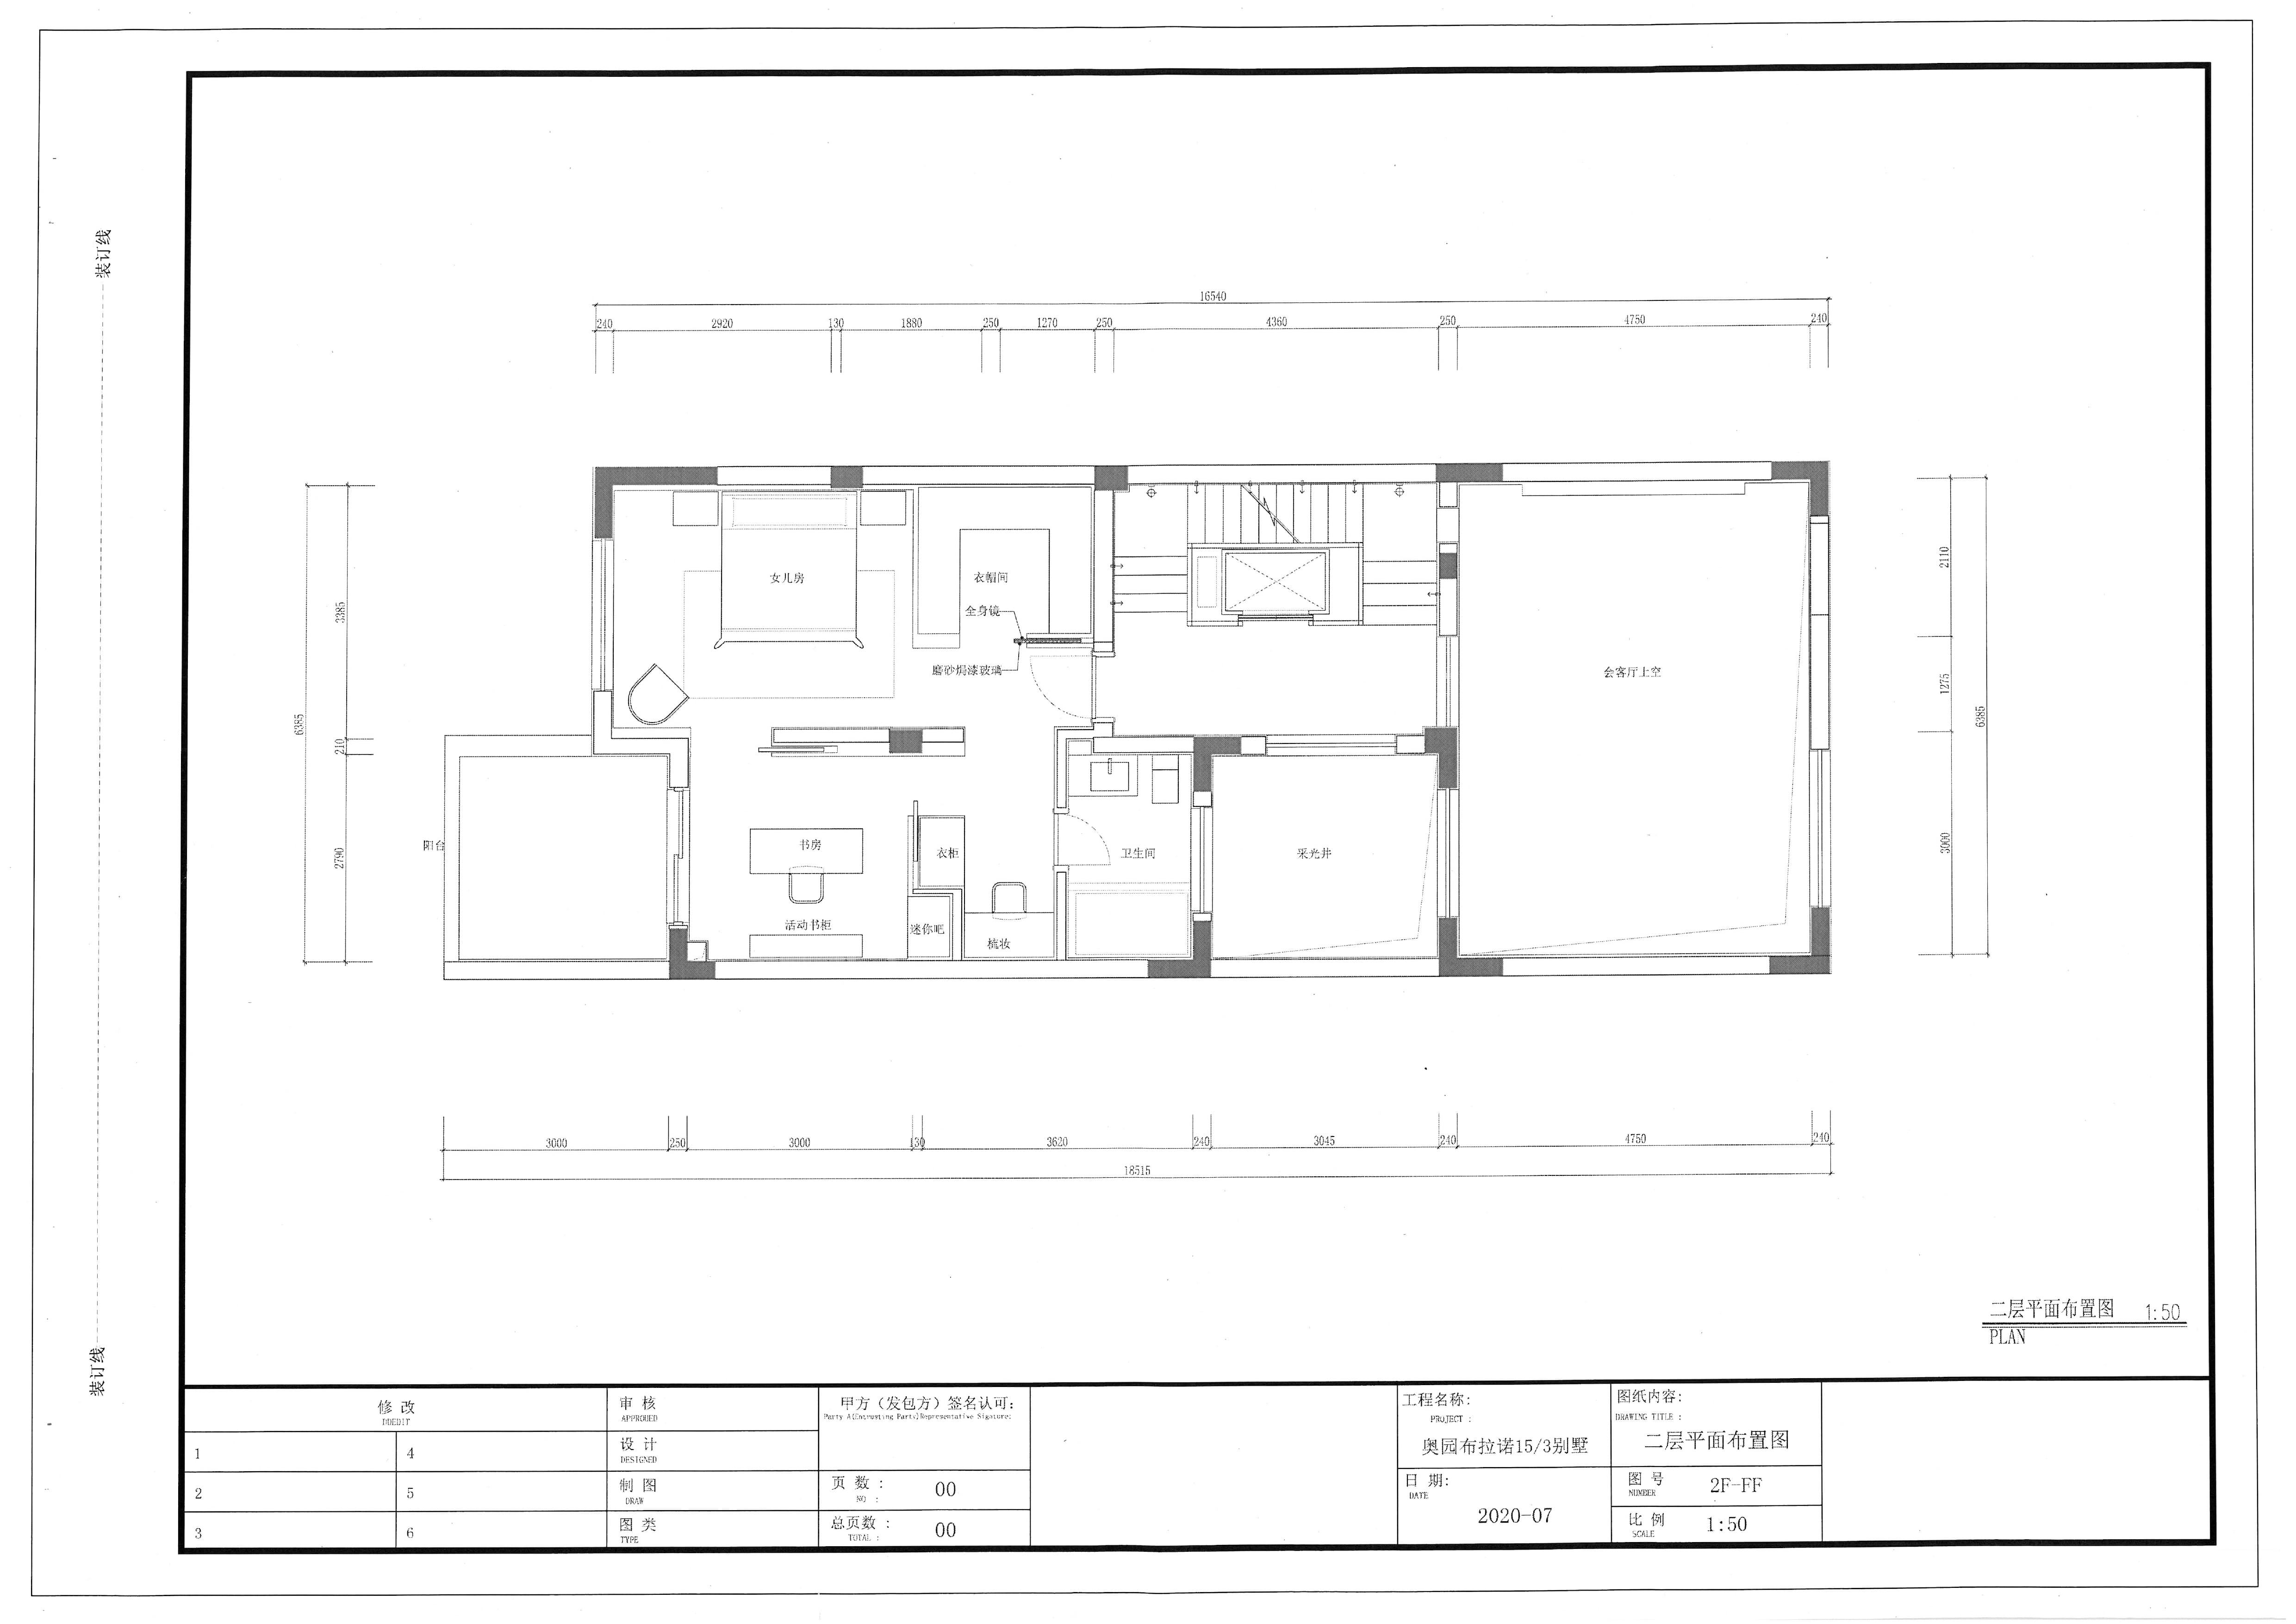 装订线
装订线
16540
240 2920 130 1880 250 1270 250 4360 250 4750 240
6385
3385
210
2790
2110
1275
3000
6385
女儿房
衣帽间
全身镜
磨砂焗漆玻璃
会客厅上空
阳台
书房
衣柜
卫生间
采光井
活动书柜
迷你吧
梳妆
3000 250 3000 130 3620 240 3045 240 4750 240
18515
二层平面布置图 1:50
PLAN
修 改
DDEDIT
1 4
2 5
3 6
审 核
APPROUED
设 计
DESIGNED
制 图
DRAW
图 类
TYPE
甲方（发包方）签名认可:
Party A(Entrusting Party)Representative Sigature:
页 数 : 00
NO :
总页数 : 00
TOTAL :
工程名称:
PROJECT :
奥园布拉诺15/3别墅
日 期:
DATE
2020-07
图纸内容:
DRAWING TITLE :
二层平面布置图
图 号 2F-FF
NUMBER
比 例 1:50
SCALE